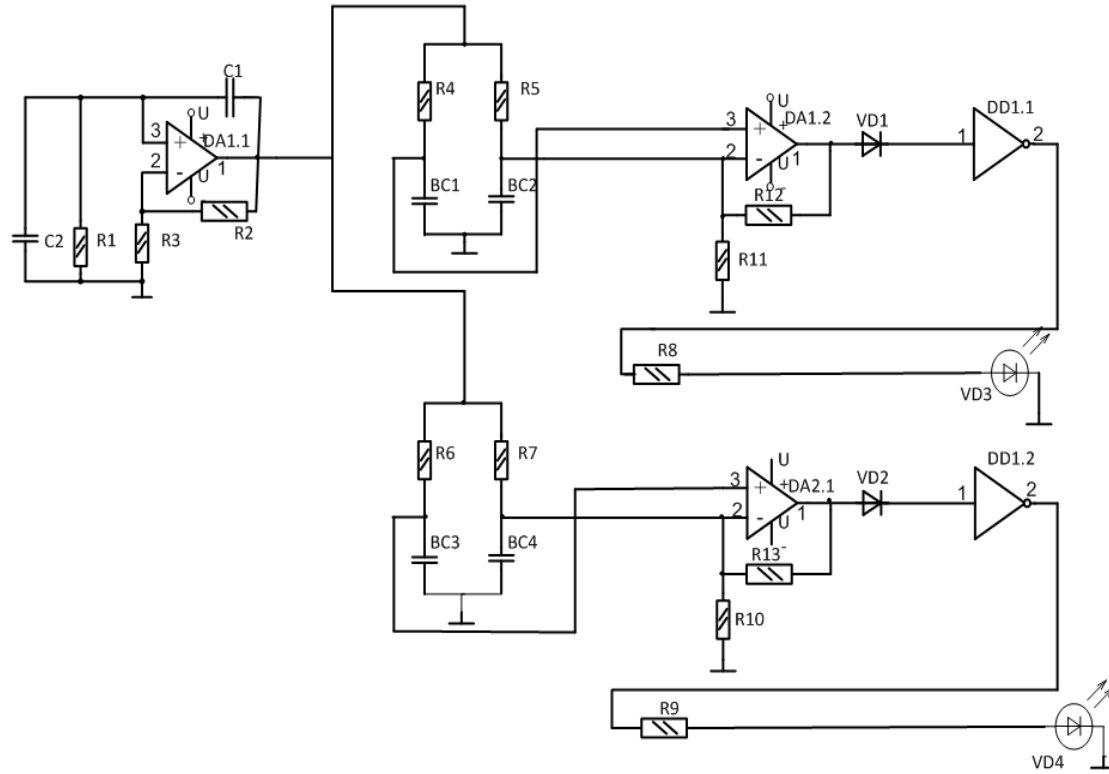 C1
U
3 + + DA1.1
2 - 1
U -
C2 R1 R3 R2
R4 R5
U
3 + + DA1.2 VD1 DD1.1
2 - 1 1 2
U -
BC1 BC2
R12
R11
R8
VD3
R6 R7
U
3 + + DA2.1 VD2 DD1.2
2 - 1 1 2
U -
BC3 BC4
R13
R10
R9
VD4